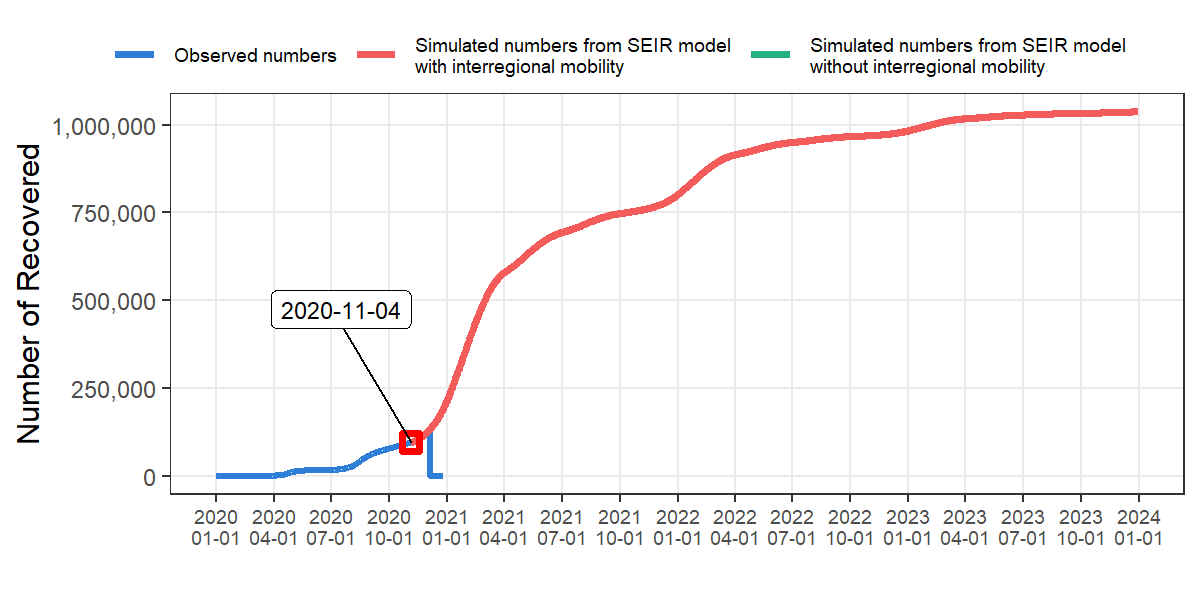 Observed numbers
Simulated numbers from SEIR model
with interregional mobility
Simulated numbers from SEIR model
without interregional mobility
Number of Recovered
1,000,000
750,000
500,000
250,000
0
2020-11-04
2020 2020 2020 2020 2021 2021 2021 2021 2022 2022 2022 2022 2023 2023 2023 2023 2024
01-01 04-01 07-01 10-01 01-01 04-01 07-01 10-01 01-01 04-01 07-01 10-01 01-01 04-01 07-01 10-01 01-01